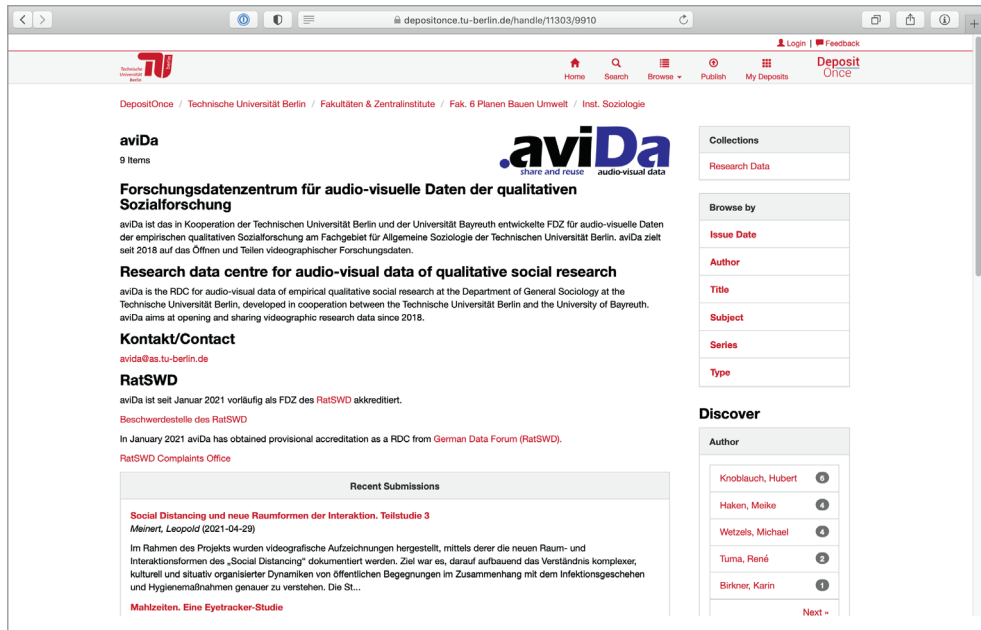 depositonce.tu-berlin.de/handle/11303/9910
Login | Feedback
Technische
Universität
Berlin
Home
Search
Browse
Publish
My Deposits
Deposit
Once
DepositOnce / Technische Universität Berlin / Fakultäten & Zentralinstitute / Fak. 6 Planen Bauen Umwelt / Inst. Soziologie
aviDa
9 Items
.aviDa
share and reuse audio-visual data
Forschungsdatenzentrum für audio-visuelle Daten der qualitativen
Sozialforschung
aviDa ist das in Kooperation der Technischen Universität Berlin und der Universität Bayreuth entwickelte FDZ für audio-visuelle Daten
der empirischen qualitativen Sozialforschung am Fachgebiet für Allgemeine Soziologie der Technischen Universität Berlin. aviDa zielt
seit 2018 auf das Öffnen und Teilen videographischer Forschungsdaten.
Research data centre for audio-visual data of qualitative social research
aviDa is the RDC for audio-visual data of empirical qualitative social research at the Department of General Sociology at the
Technische Universität Berlin, developed in cooperation between the Technische Universität Berlin and the University of Bayreuth.
aviDa aims at opening and sharing videographic research data since 2018.
Kontakt/Contact
avida@as.tu-berlin.de
RatSWD
aviDa ist seit Januar 2021 vorläufig als FDZ des RatSWD akkreditiert.
Beschwerdestelle des RatSWD
In January 2021 aviDa has obtained provisional accreditation as a RDC from German Data Forum (RatSWD).
RatSWD Complaints Office
Recent Submissions
Social Distancing und neue Raumformen der Interaktion. Teilstudie 3
Meinert, Leopold (2021-04-29)
Im Rahmen des Projekts wurden videografische Aufzeichnungen hergestellt, mittels derer die neuen Raum- und
Interaktionsformen des „Social Distancing“ dokumentiert werden. Ziel war es, darauf aufbauend das Verständnis komplexer,
kulturell und situativ organisierter Dynamiken von öffentlichen Begegnungen im Zusammenhang mit dem Infektionsgeschehen
und Hygienemaßnahmen genauer zu verstehen. Die St...
Mahlzeiten. Eine Eyetracker-Studie
Collections
Research Data
Browse by
Issue Date
Author
Title
Subject
Series
Type
Discover
Author
Knoblauch, Hubert 6
Haken, Meike 4
Wetzels, Michael 4
Tuma, René 2
Birkner, Karin 1
Next »